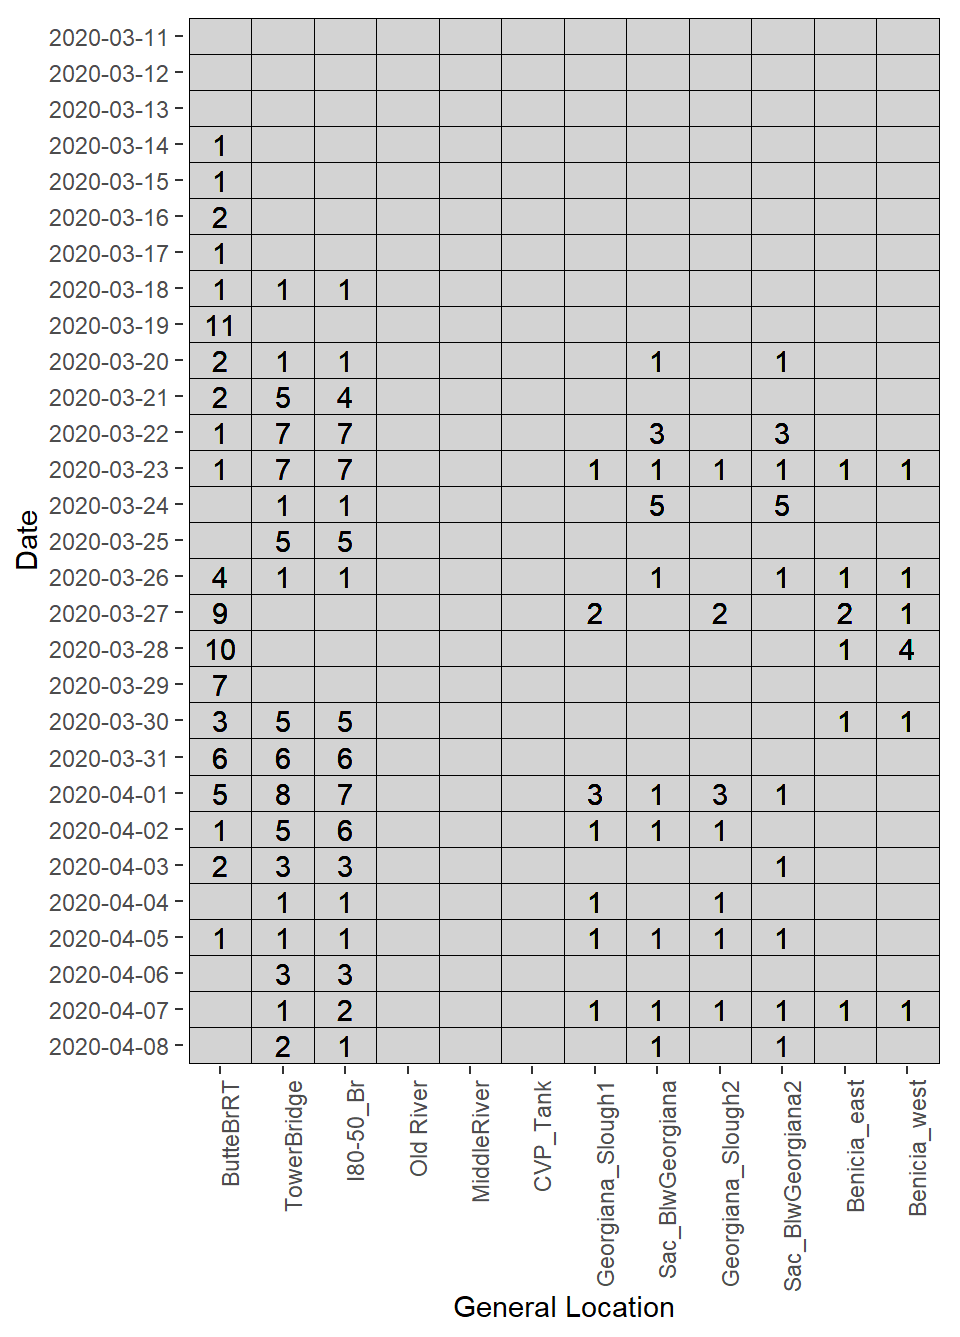 2020-03-11
2020-03-12
2020-03-13
2020-03-14 1
2020-03-15 1
2020-03-16 2
2020-03-17 1
2020-03-18 1 1 1
2020-03-19 11
2020-03-20 2 1 1 1 1
2020-03-21 2 5 4
2020-03-22 1 7 7 3 3
2020-03-23 1 7 7 1 1 1 1 1 1
2020-03-24 1 1 5 5
2020-03-25 5 5
2020-03-26 4 1 1 1 1 1 1
2020-03-27 9 2 2 2 1
2020-03-28 10 1 4
2020-03-29 7
2020-03-30 3 5 5 1 1
2020-03-31 6 6 6
2020-04-01 5 8 7 3 1 3 1
2020-04-02 1 5 6 1 1 1
2020-04-03 2 3 3 1
2020-04-04 1 1 1 1
2020-04-05 1 1 1 1 1 1 1
2020-04-06 3 3
2020-04-07 1 2 1 1 1 1 1 1
2020-04-08 2 1 1 1
Date
ButteBrRT
TowerBridge
I80-50_Br
Old River
MiddleRiver
CVP_Tank
Georgiana_Slough1
Sac_BlwGeorgiana
Georgiana_Slough2
Sac_BlwGeorgiana2
Benicia_east
Benicia_west
General Location